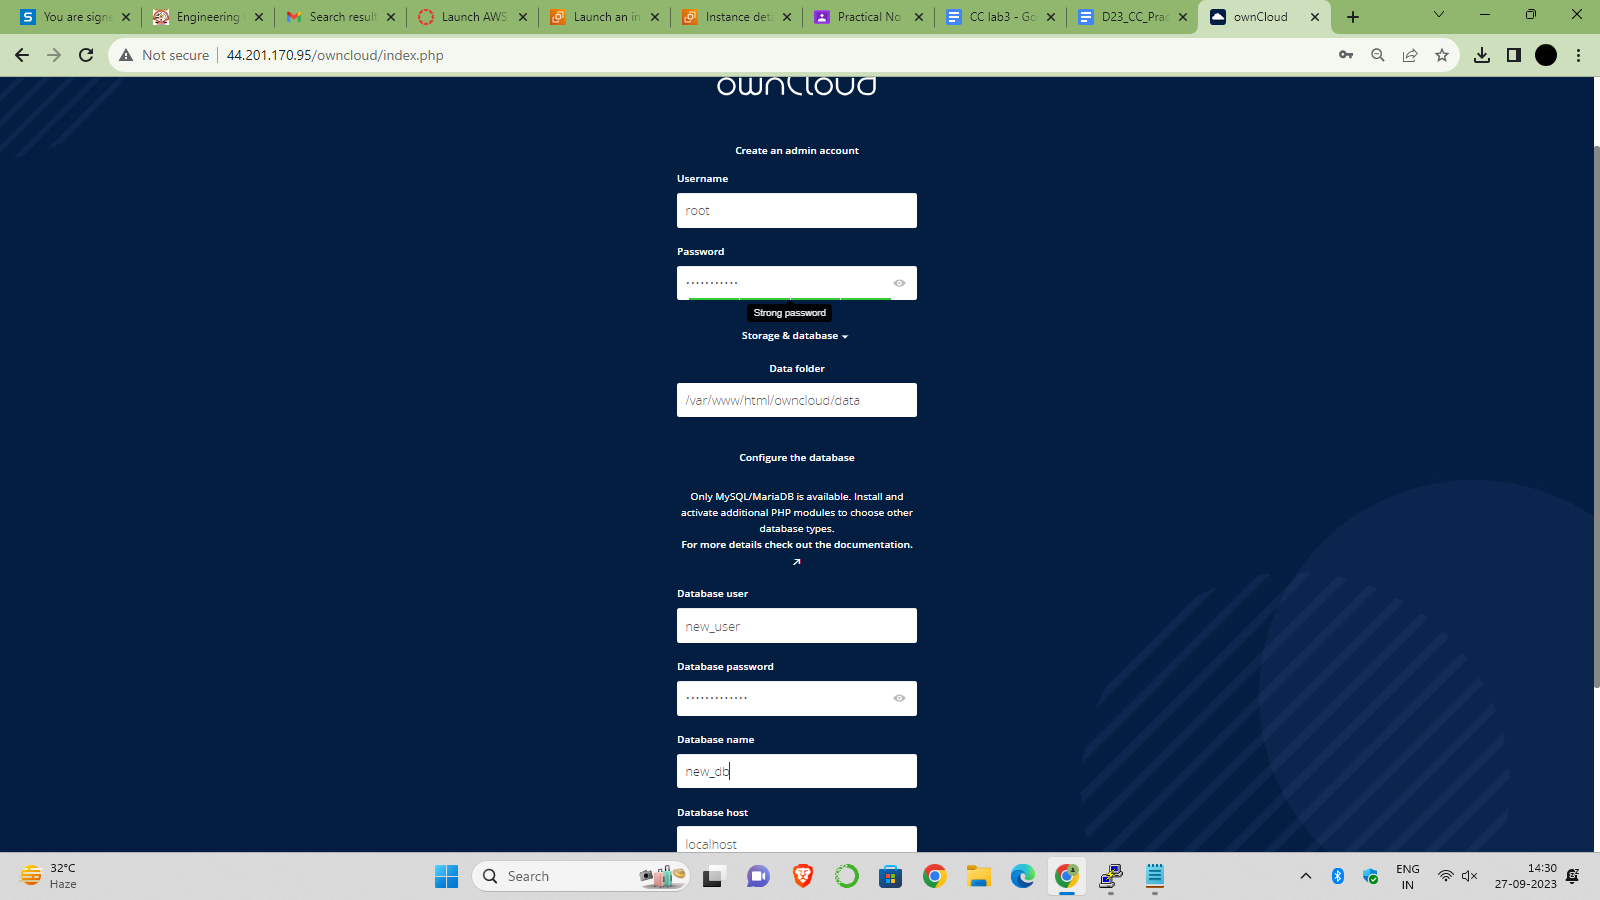 You are signe
Engineering
Search result
Launch AWS
Launch an in
Instance deta
Practical No
CC lab3 - Go
D23_CC_Prac
ownCloud
Not secure
44.201.170.95/owncloud/index.php
ownCloud
Create an admin account
Username
root
Password
Strong password
Storage & database
Data folder
/var/www/html/owncloud/data
Configure the database
Only MySQL/MariaDB is available. Install and
activate additional PHP modules to choose other
database types.
For more details check out the documentation.
Database user
new_user
Database password
Database name
new_db
Database host
localhost
32°C
Haze
Search
ENG
IN
14:30
27-09-2023